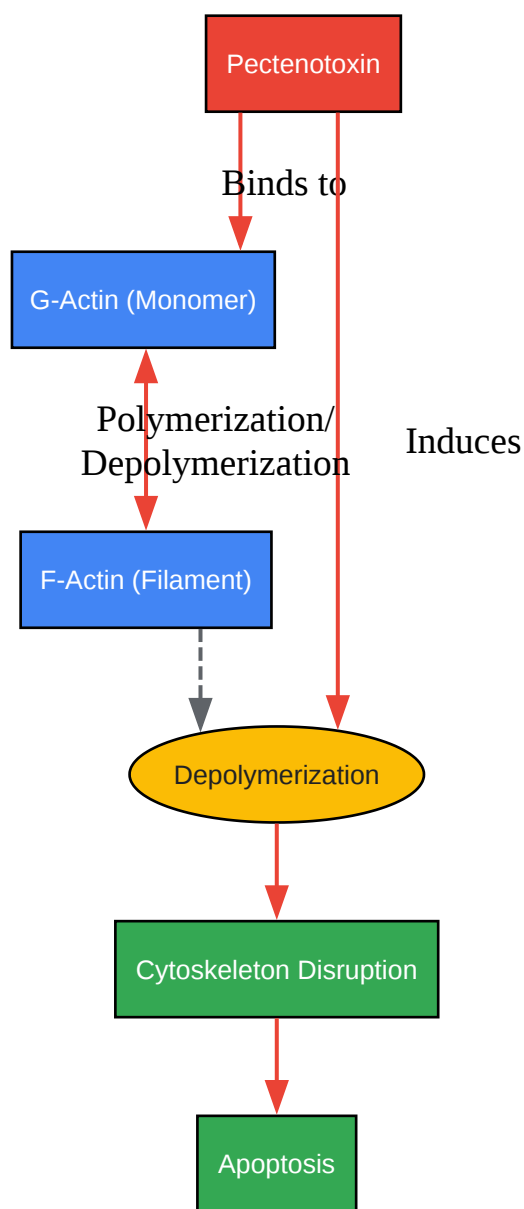 Pectenotoxin
Binds to
G-Actin (Monomer)
Polymerization/
Depolymerization
Induces
F-Actin (Filament)
Depolymerization
Cytoskeleton Disruption
Apoptosis